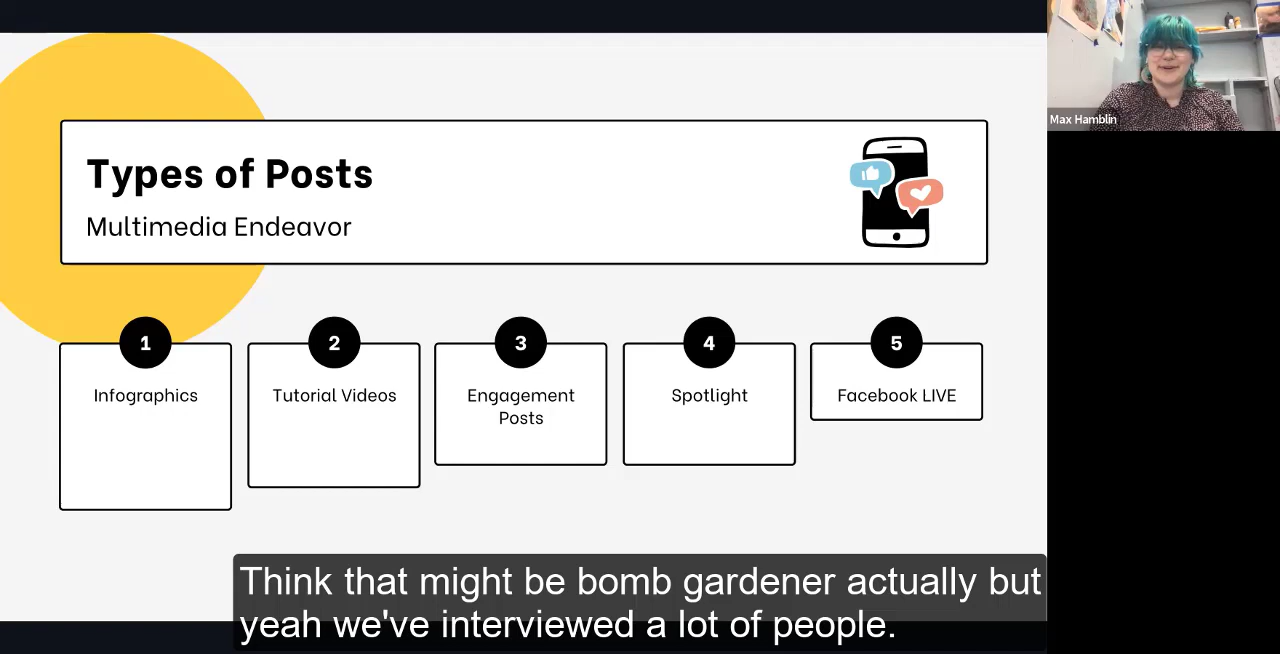 Types of Posts
Multimedia Endeavor
1
Infographics
2
Tutorial Videos
3
Engagement
Posts
4
Spotlight
5
Facebook LIVE
Max Hamblin
Think that might be bomb gardener actually but
yeah we've interviewed a lot of people.